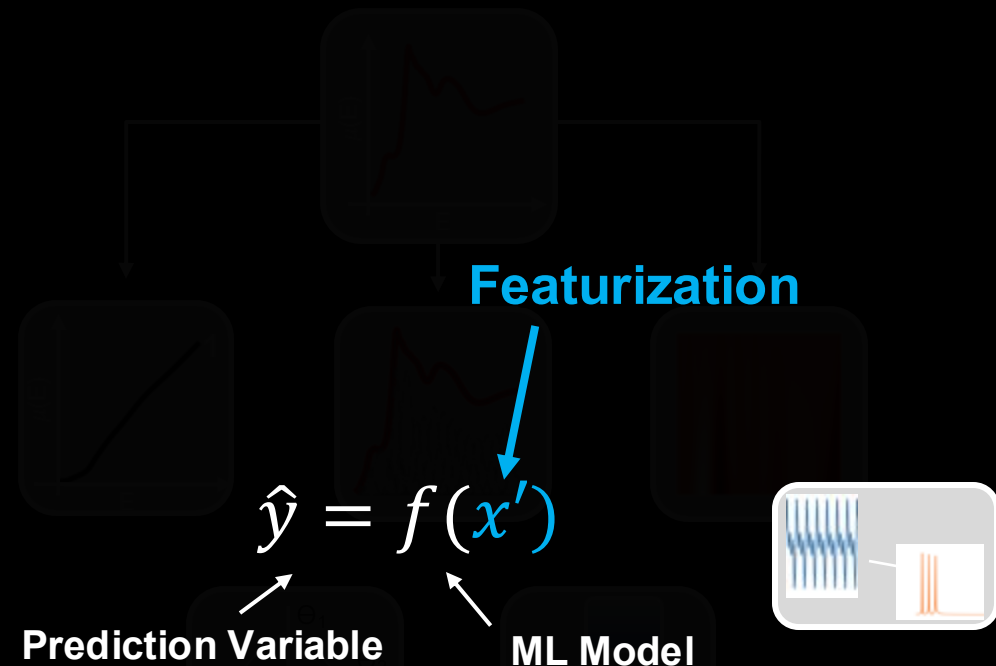 Featurization
ŷ = f(x′)
Prediction Variable
ML Model